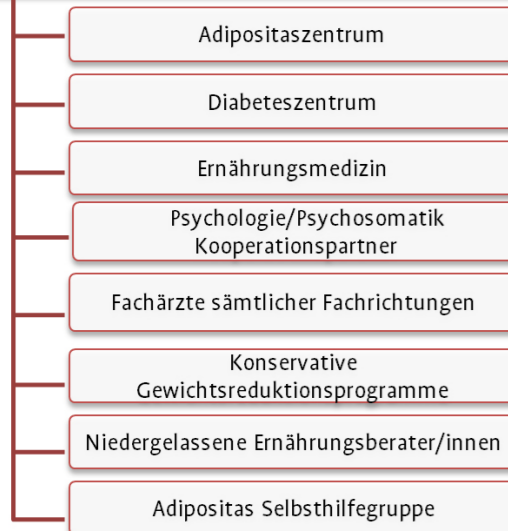 Adipositaszentrum
Diabeteszentrum
Ernährungsmedizin
Psychologie/Psychosomatik
Kooperationspartner
Fachärzte sämtlicher Fachrichtungen
Konservative
Gewichtsreduktionsprogramme
Niedergelassene Ernährungsberater/innen
Adipositas Selbsthilfegruppe